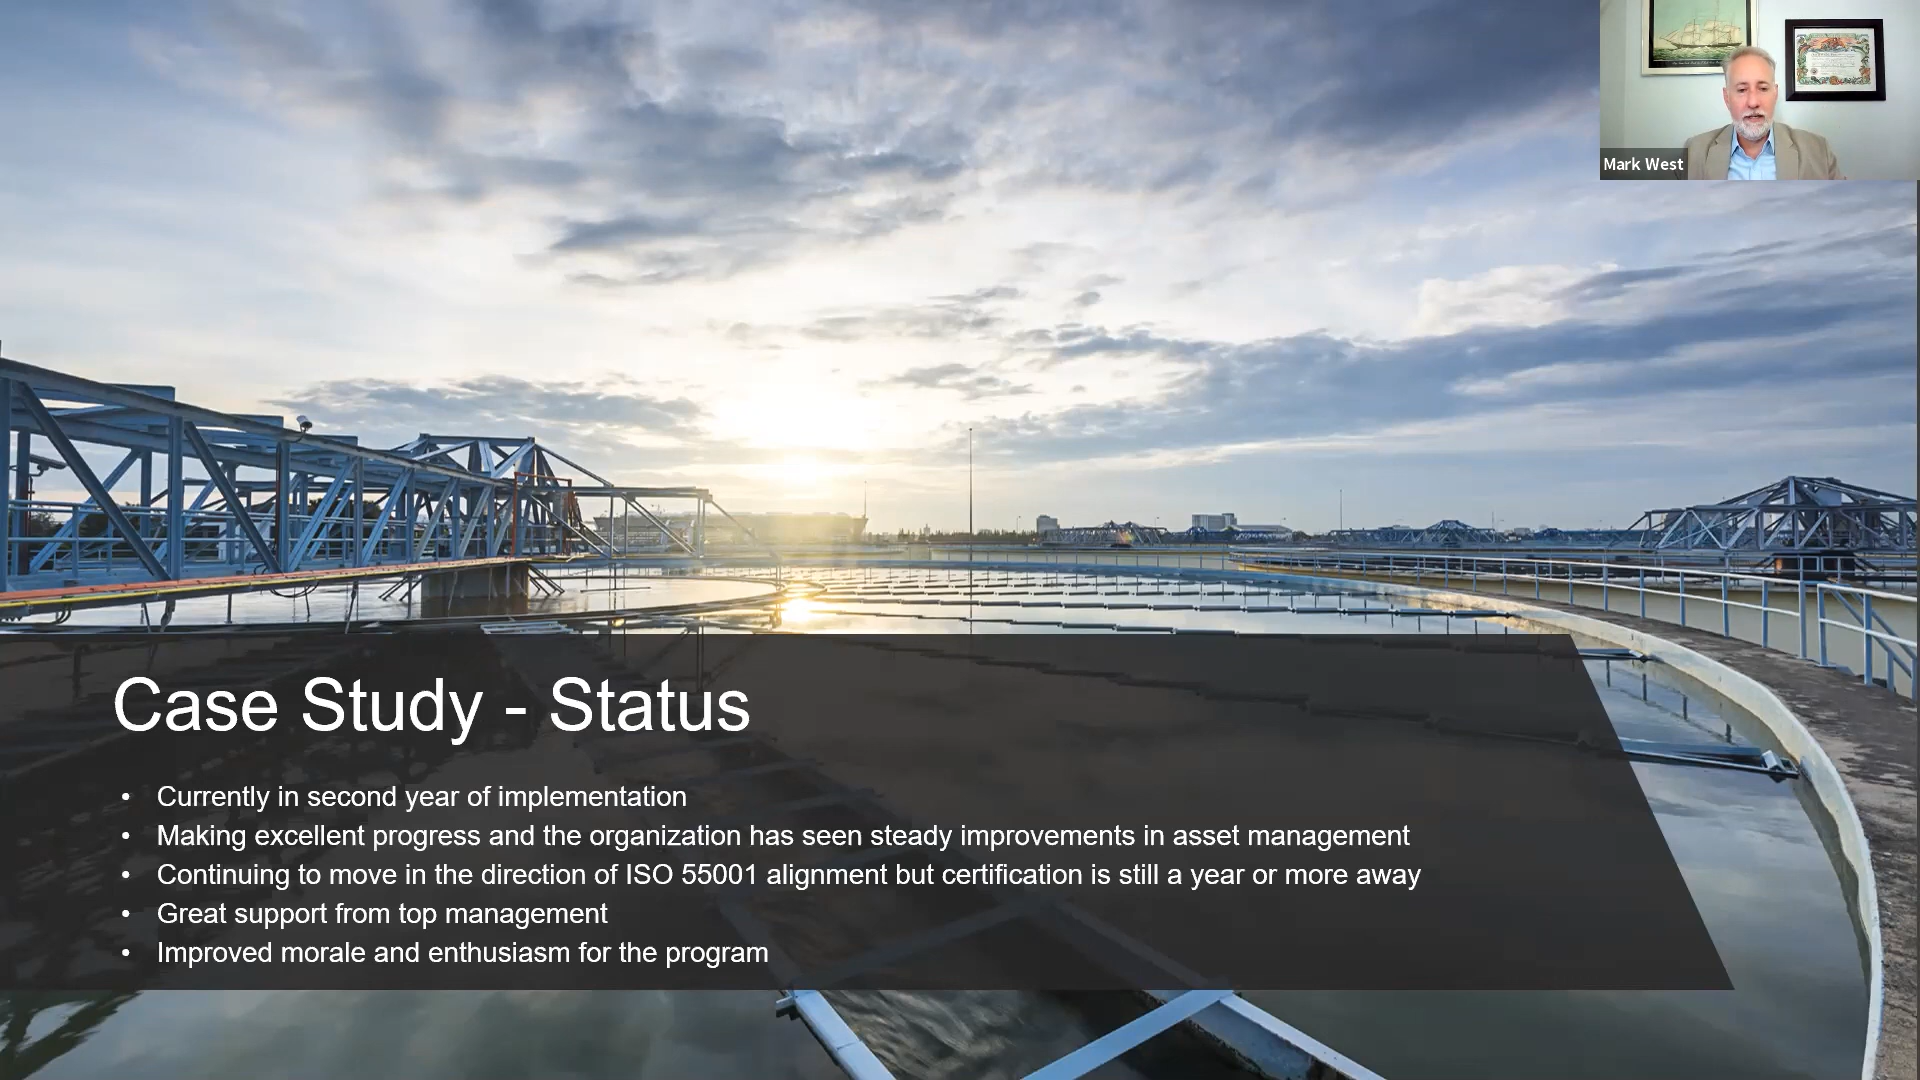 Mark West
Case Study - Status
• Currently in second year of implementation
• Making excellent progress and the organization has seen steady improvements in asset management
• Continuing to move in the direction of ISO 55001 alignment but certification is still a year or more away
• Great support from top management
• Improved morale and enthusiasm for the program